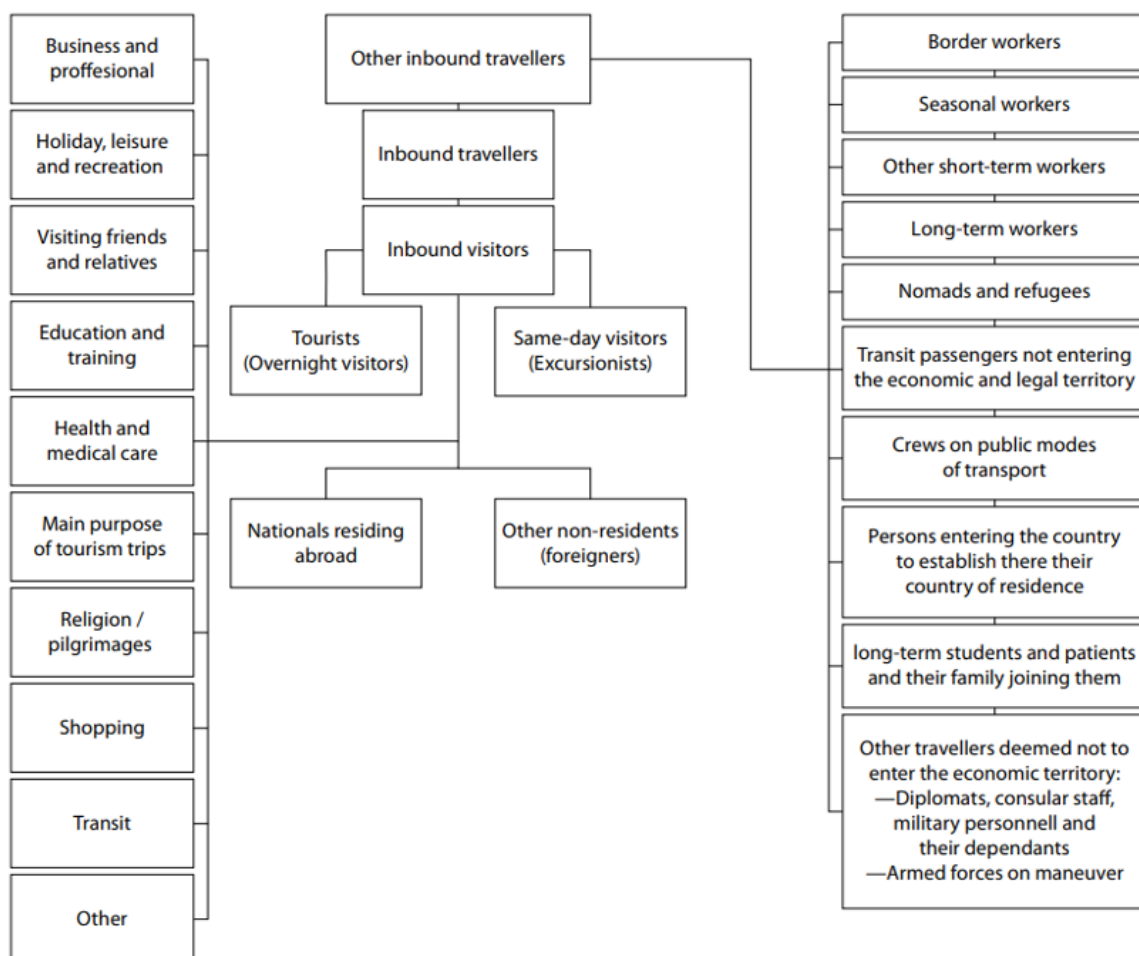 Business and
proffesional
Holiday, leisure
and recreation
Visiting friends
and relatives
Education and
training
Health and
medical care
Main purpose
of tourism trips
Religion /
pilgrimages
Shopping
Transit
Other
Other inbound travellers
Inbound travellers
Inbound visitors
Tourists
(Overnight visitors)
Same-day visitors
(Excursionists)
Nationals residing
abroad
Other non-residents
(foreigners)
Border workers
Seasonal workers
Other short-term workers
Long-term workers
Nomads and refugees
Transit passengers not entering
the economic and legal territory
Crews on public modes
of transport
Persons entering the country
to establish there their
country of residence
long-term students and patients
and their family joining them
Other travellers deemed not to
enter the economic territory:
—Diplomats, consular staff,
military personnell and
their dependants
—Armed forces on maneuver